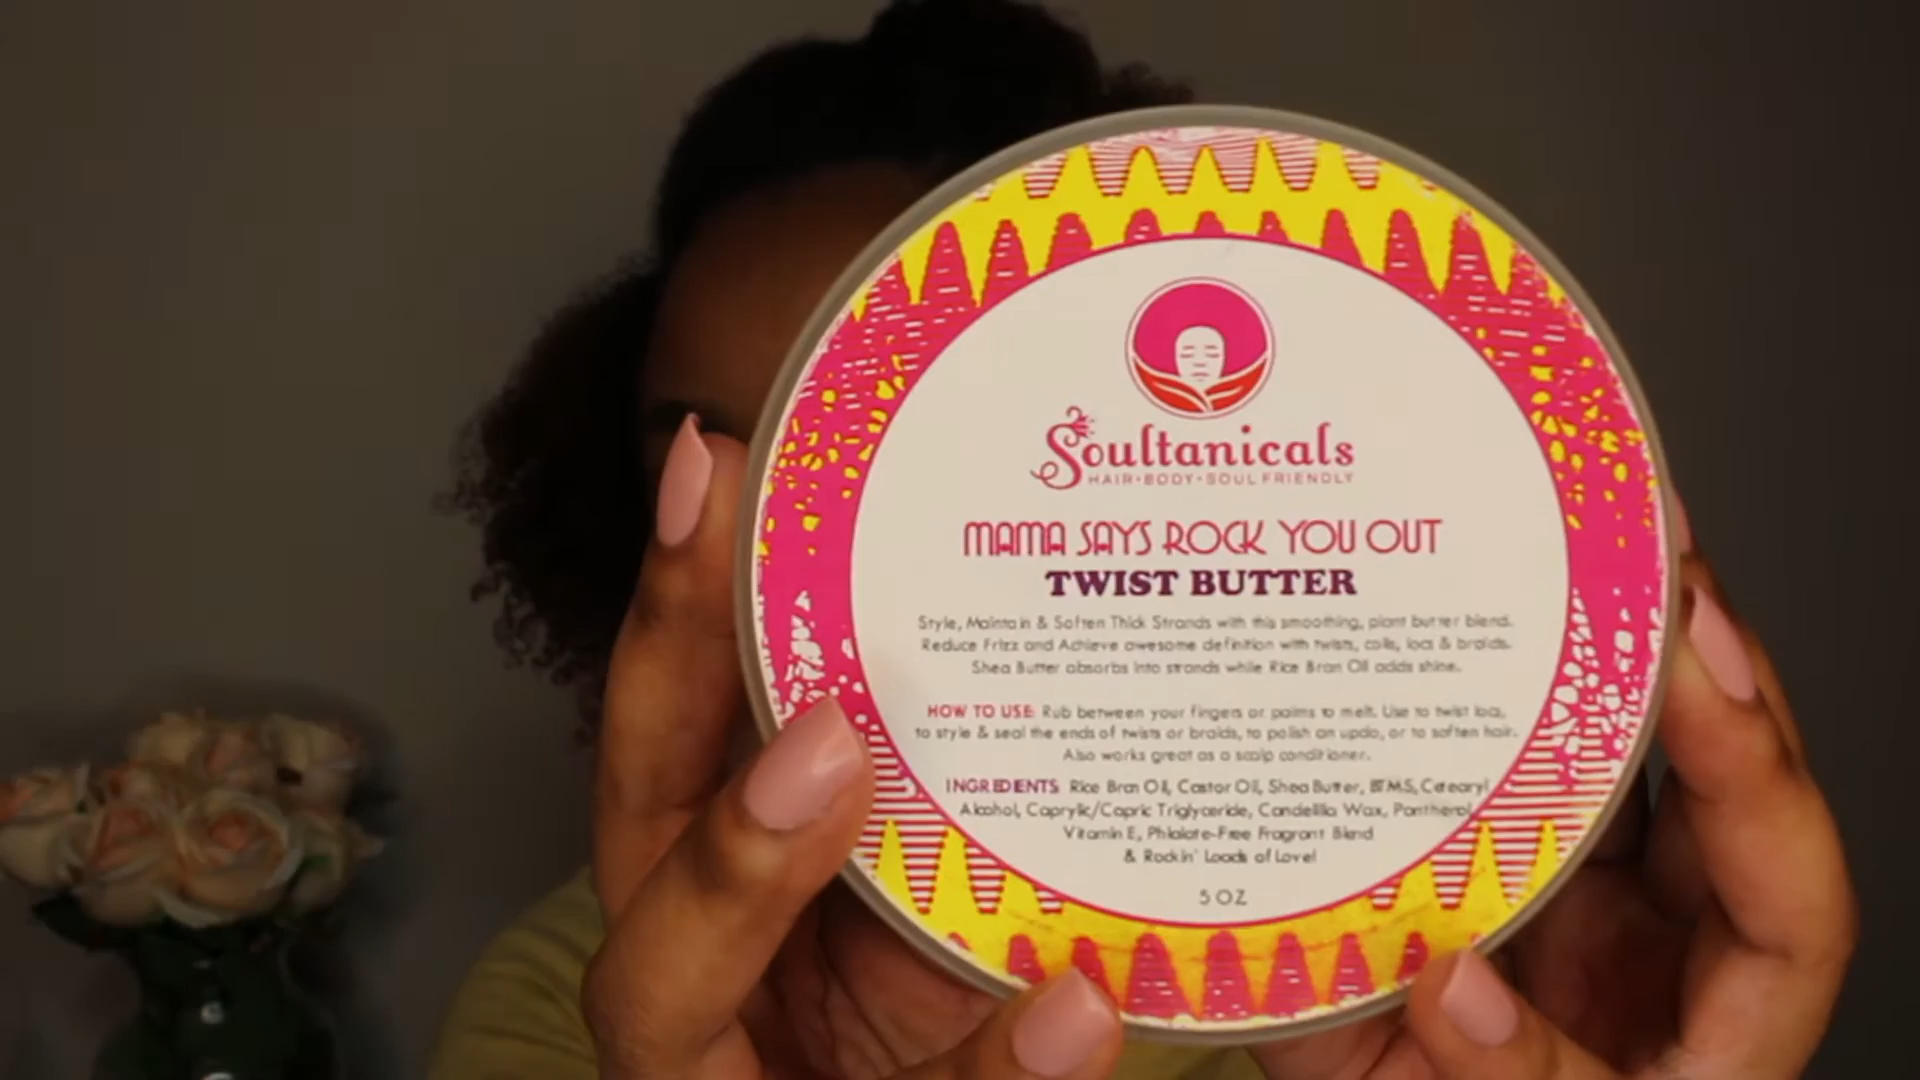 Soultanicals
HAIR•BODY•SOUL FRIENDLY
MAMA SAYS ROCK YOU OUT
TWIST BUTTER
Style, Maintain & Soften Thick Strands with this smoothing, plant butter blend.
Reduce Frizz and Achieve awesome definition with twists, coils, locs & braids.
Shea Butter absorbs into strands while Rice Bran Oil adds shine.
HOW TO USE: Rub between your fingers or palms to melt. Use to twist locs,
to style & seal the ends of twists or braids, to polish an updo, or to soften hair.
Also works great as a scalp conditioner.
INGREDIENTS: Rice Bran Oil, Castor Oil, Shea Butter, BTMS, Cetearyl
Alcohol, Caprylic/Capric Triglyceride, Candelilla Wax, Panthenol
Vitamin E, Phlalate-Free Fragrant Blend
& Rockin' Loads of Love!
5 OZ